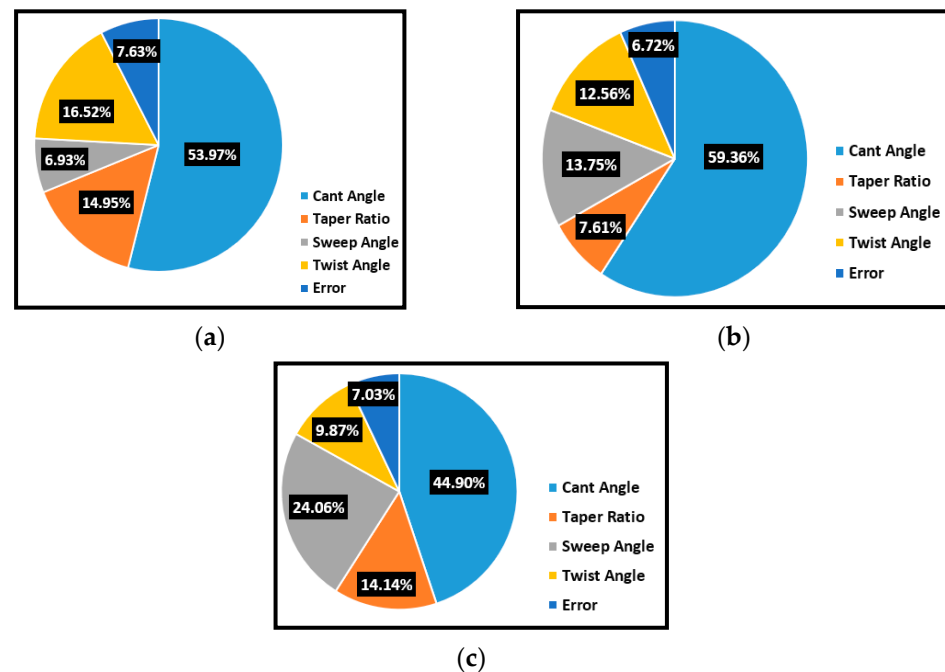 7.63%
16.52%
53.97%
6.93%
14.95%
Cant Angle
Taper Ratio
Sweep Angle
Twist Angle
Error
(a)
6.72%
12.56%
13.75%
59.36%
7.61%
Cant Angle
Taper Ratio
Sweep Angle
Twist Angle
Error
(b)
7.03%
9.87%
44.90%
24.06%
14.14%
Cant Angle
Taper Ratio
Sweep Angle
Twist Angle
Error
(c)